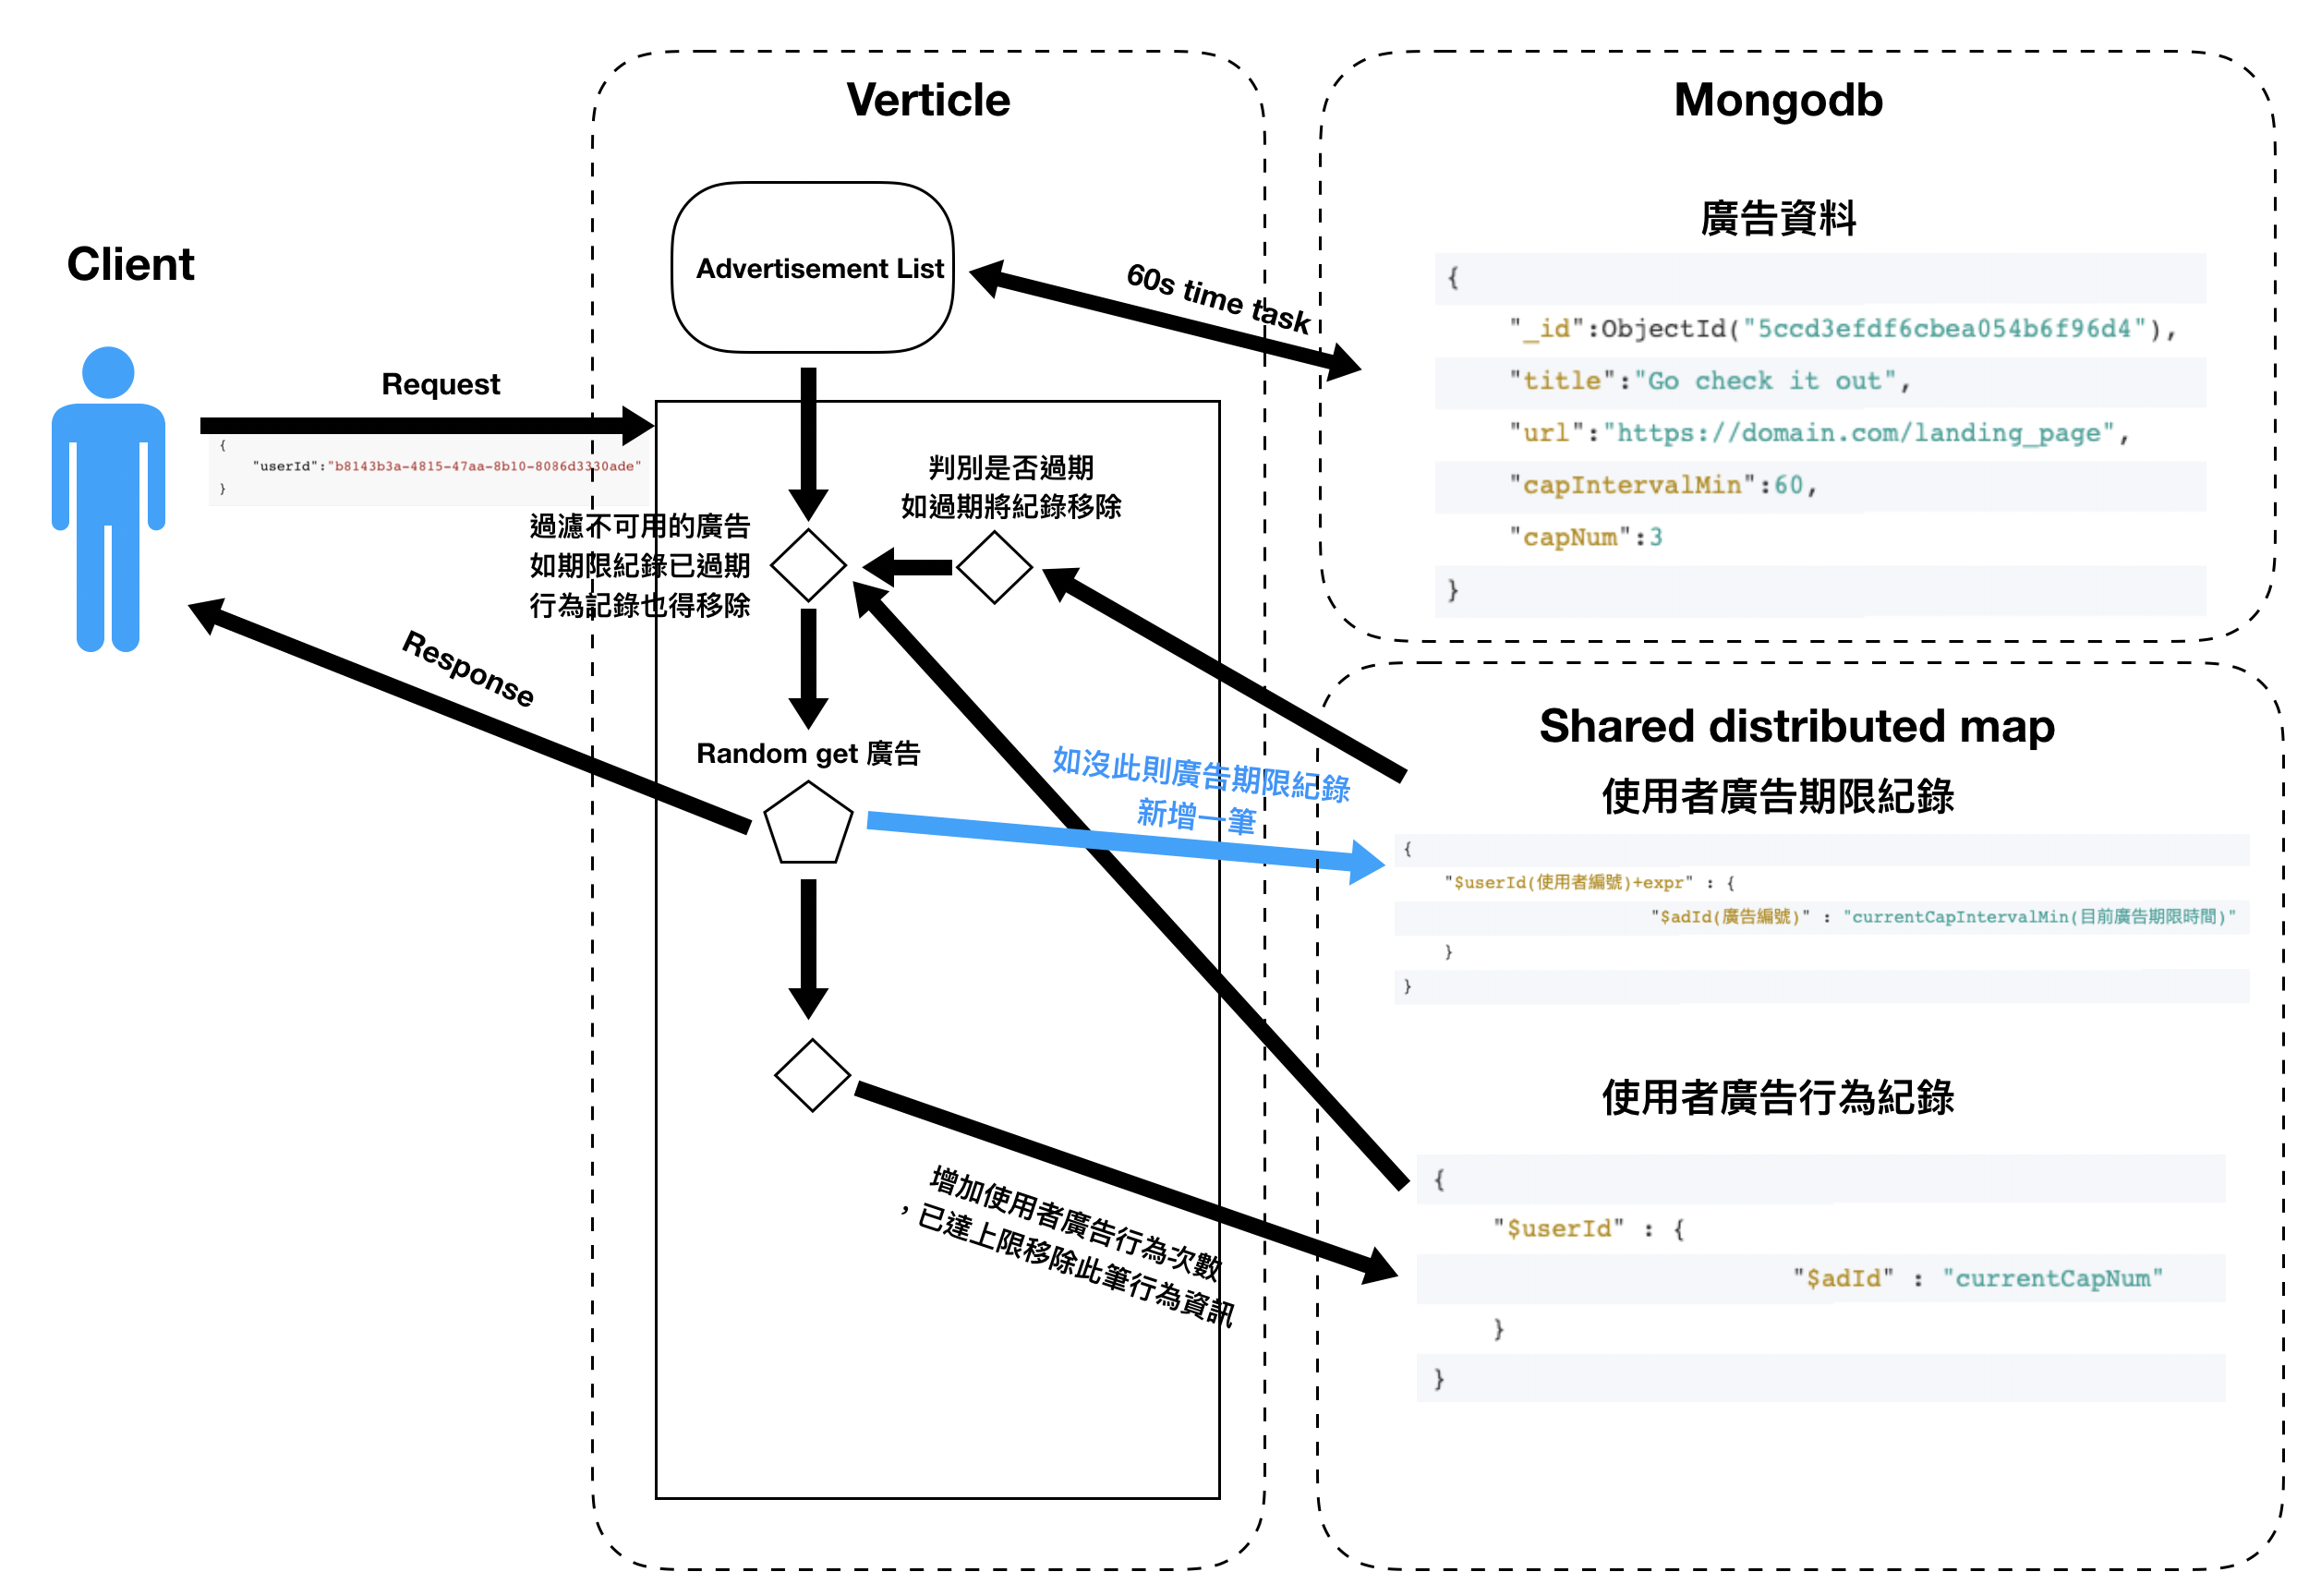 Client
Request
{
"userId":"b8143b3a-4815-47aa-8b10-8086d3330ade"
}
Response
Verticle
Advertisement List
60s time task
判別是否過期
如過期將紀錄移除
過濾不可用的廣告
如期限紀錄已過期
行為記錄也得移除
Random get 廣告
如沒此則廣告期限紀錄
新增一筆
增加使用者廣告行為次數
，已達上限移除此筆行為資訊
Mongodb
廣告資料
{
"_id":ObjectId("5ccd3efdf6cbea054b6f96d4"),
"title":"Go check it out",
"url":"https://domain.com/landing_page",
"capIntervalMin":60,
"capNum":3
}
Shared distributed map
使用者廣告期限紀錄
{
"$userId(使用者編號)+expr" : {
"$adId(廣告編號)" : "currentCapIntervalMin(目前廣告期限時間)"
}
}
使用者廣告行為紀錄
{
"$userId" : {
"$adId" : "currentCapNum"
}
}